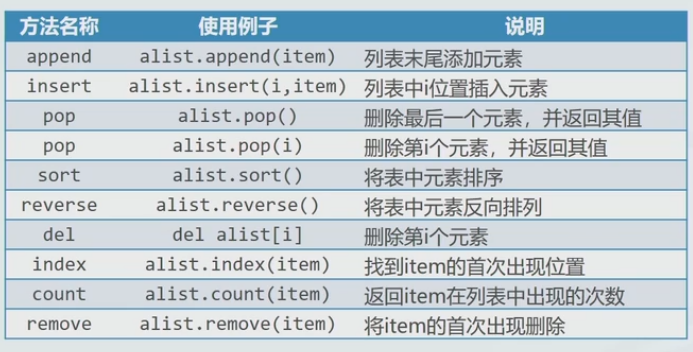 方法名称 使用例子 说明
append alist.append(item) 列表末尾添加元素
insert alist.insert(i,item) 列表中i位置插入元素
pop alist.pop() 删除最后一个元素，并返回其值
pop alist.pop(i) 删除第i个元素，并返回其值
sort alist.sort() 将表中元素排序
reverse alist.reverse() 将表中元素反向排列
del del alist[i] 删除第i个元素
index alist.index(item) 找到item的首次出现位置
count alist.count(item) 返回item在列表中出现的次数
remove alist.remove(item) 将item的首次出现删除